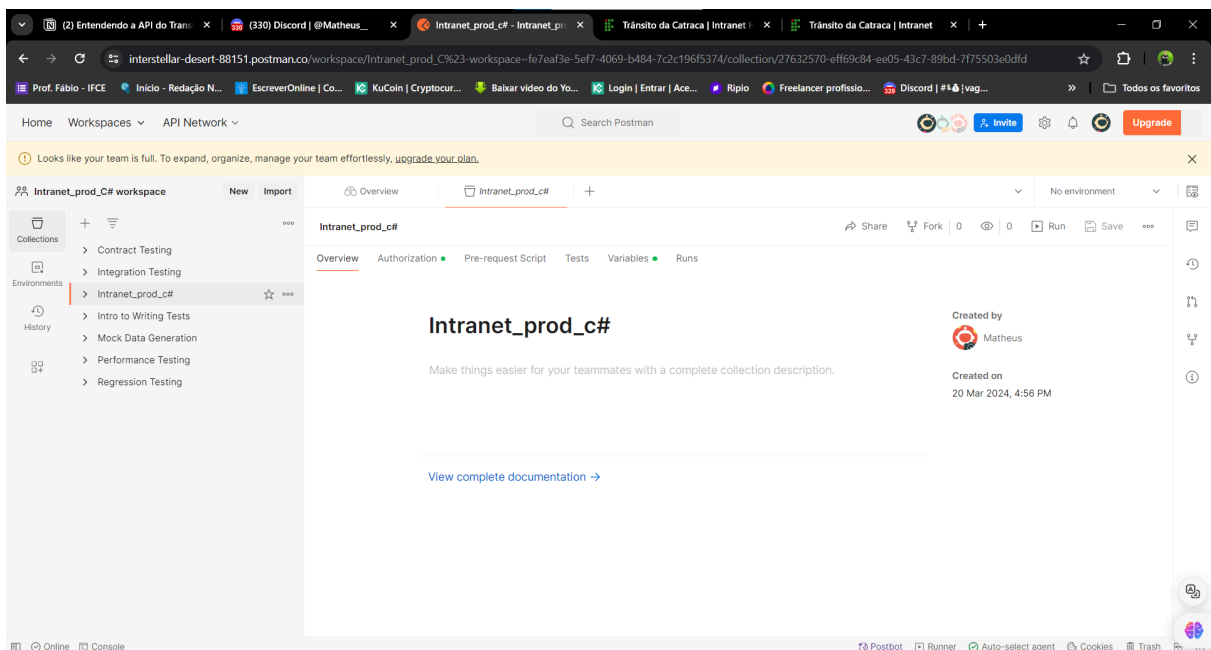 (2) Entendendo a API do Trans
330
(330) Discord | @Matheus__
Intranet_prod_c# - Intranet_pro
Trânsito da Catraca | Intranet H
Trânsito da Catraca | Intranet
interstellar-desert-88151.postman.co/workspace/Intranet_prod_C%23-workspace~fe7eaf3e-5ef7-4069-b484-7c2c196f5374/collection/27632570-eff69c84-ee05-43c7-89bd-7f75503e0dfd
Prof. Fábio - IFCE
Início - Redação N...
EscreverOnline | Co...
KuCoin | Cryptocur...
Baixar video do Yo...
Login | Entrar | Ace...
Ripio
Freelancer profissio...
Todos os favoritos
Home
Workspaces
API Network
Search Postman
Invite
Upgrade
Looks like your team is full. To expand, organize, manage your team effortlessly, upgrade your plan.
Intranet_prod_C# workspace
New
Import
Overview
Intranet_prod_c#
No environment
Collections
Environments
History
Contract Testing
Integration Testing
Intranet_prod_c#
Intro to Writing Tests
Mock Data Generation
Performance Testing
Regression Testing
Intranet_prod_c#
Share
Fork
0
0
Run
Save
Overview
Authorization
Pre-request Script
Tests
Variables
Runs
Intranet_prod_c#
Make things easier for your teammates with a complete collection description.
View complete documentation →
Created by
Matheus
Created on
20 Mar 2024, 4:56 PM
Online
Console
Postbot
Runner
Auto-select agent
Cookies
Trash